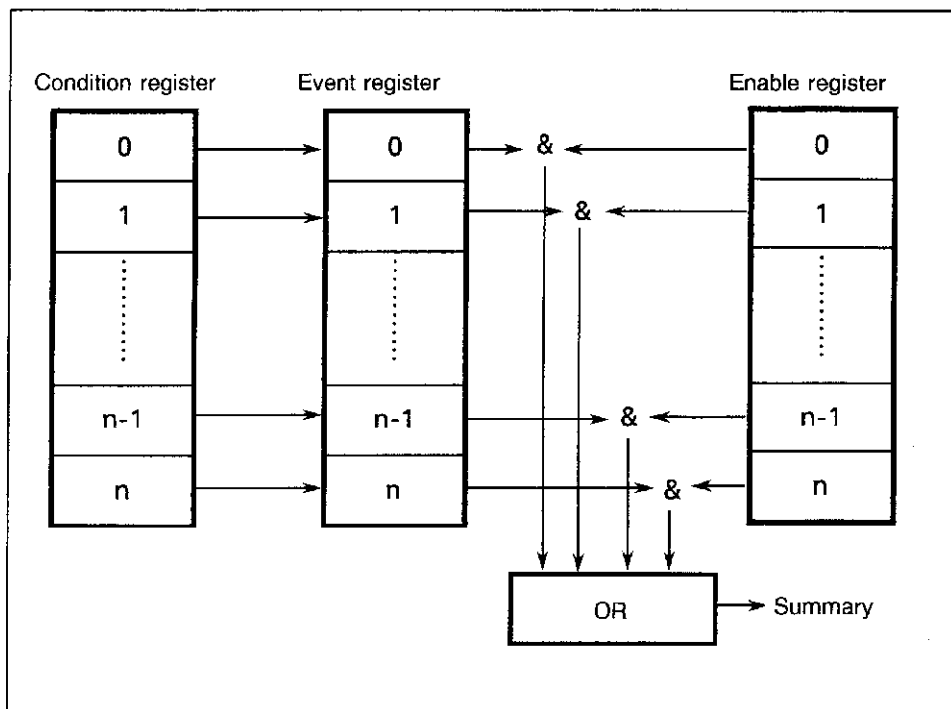 Condition register Event register Enable register
0 0 & 0
1 1 & 1
n-1 n-1 & n-1
n n & n
OR Summary